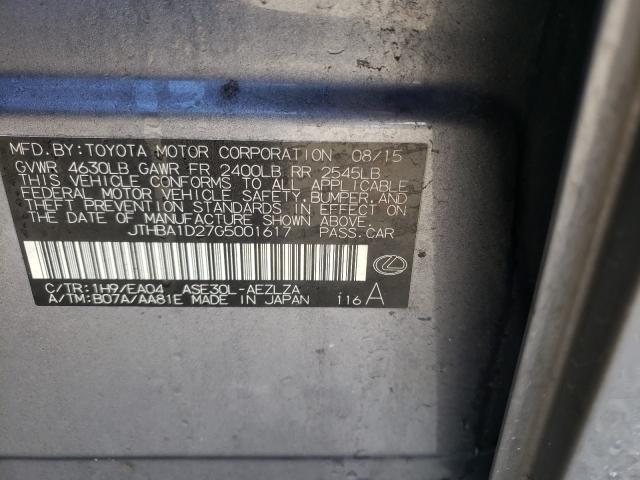 MFD.BY:TOYOTA MOTOR CORPORATION 08/15
GVWR 4630LB GAWR FR 2400LB RR 2545LB
THIS VEHICLE CONFORMS TO ALL APPLICABLE
FEDERAL MOTOR VEHICLE SAFETY,BUMPER,AND
THEFT PREVENTION STANDARDS IN EFFECT ON
THE DATE OF MANUFACTURE SHOWN ABOVE.
JTHBA1D27G5001617 PASS.CAR
C/TR:1H9/EA04 ASE30L-AEZLZA
A/TM:B07A/AA81E MADE IN JAPAN I16 A